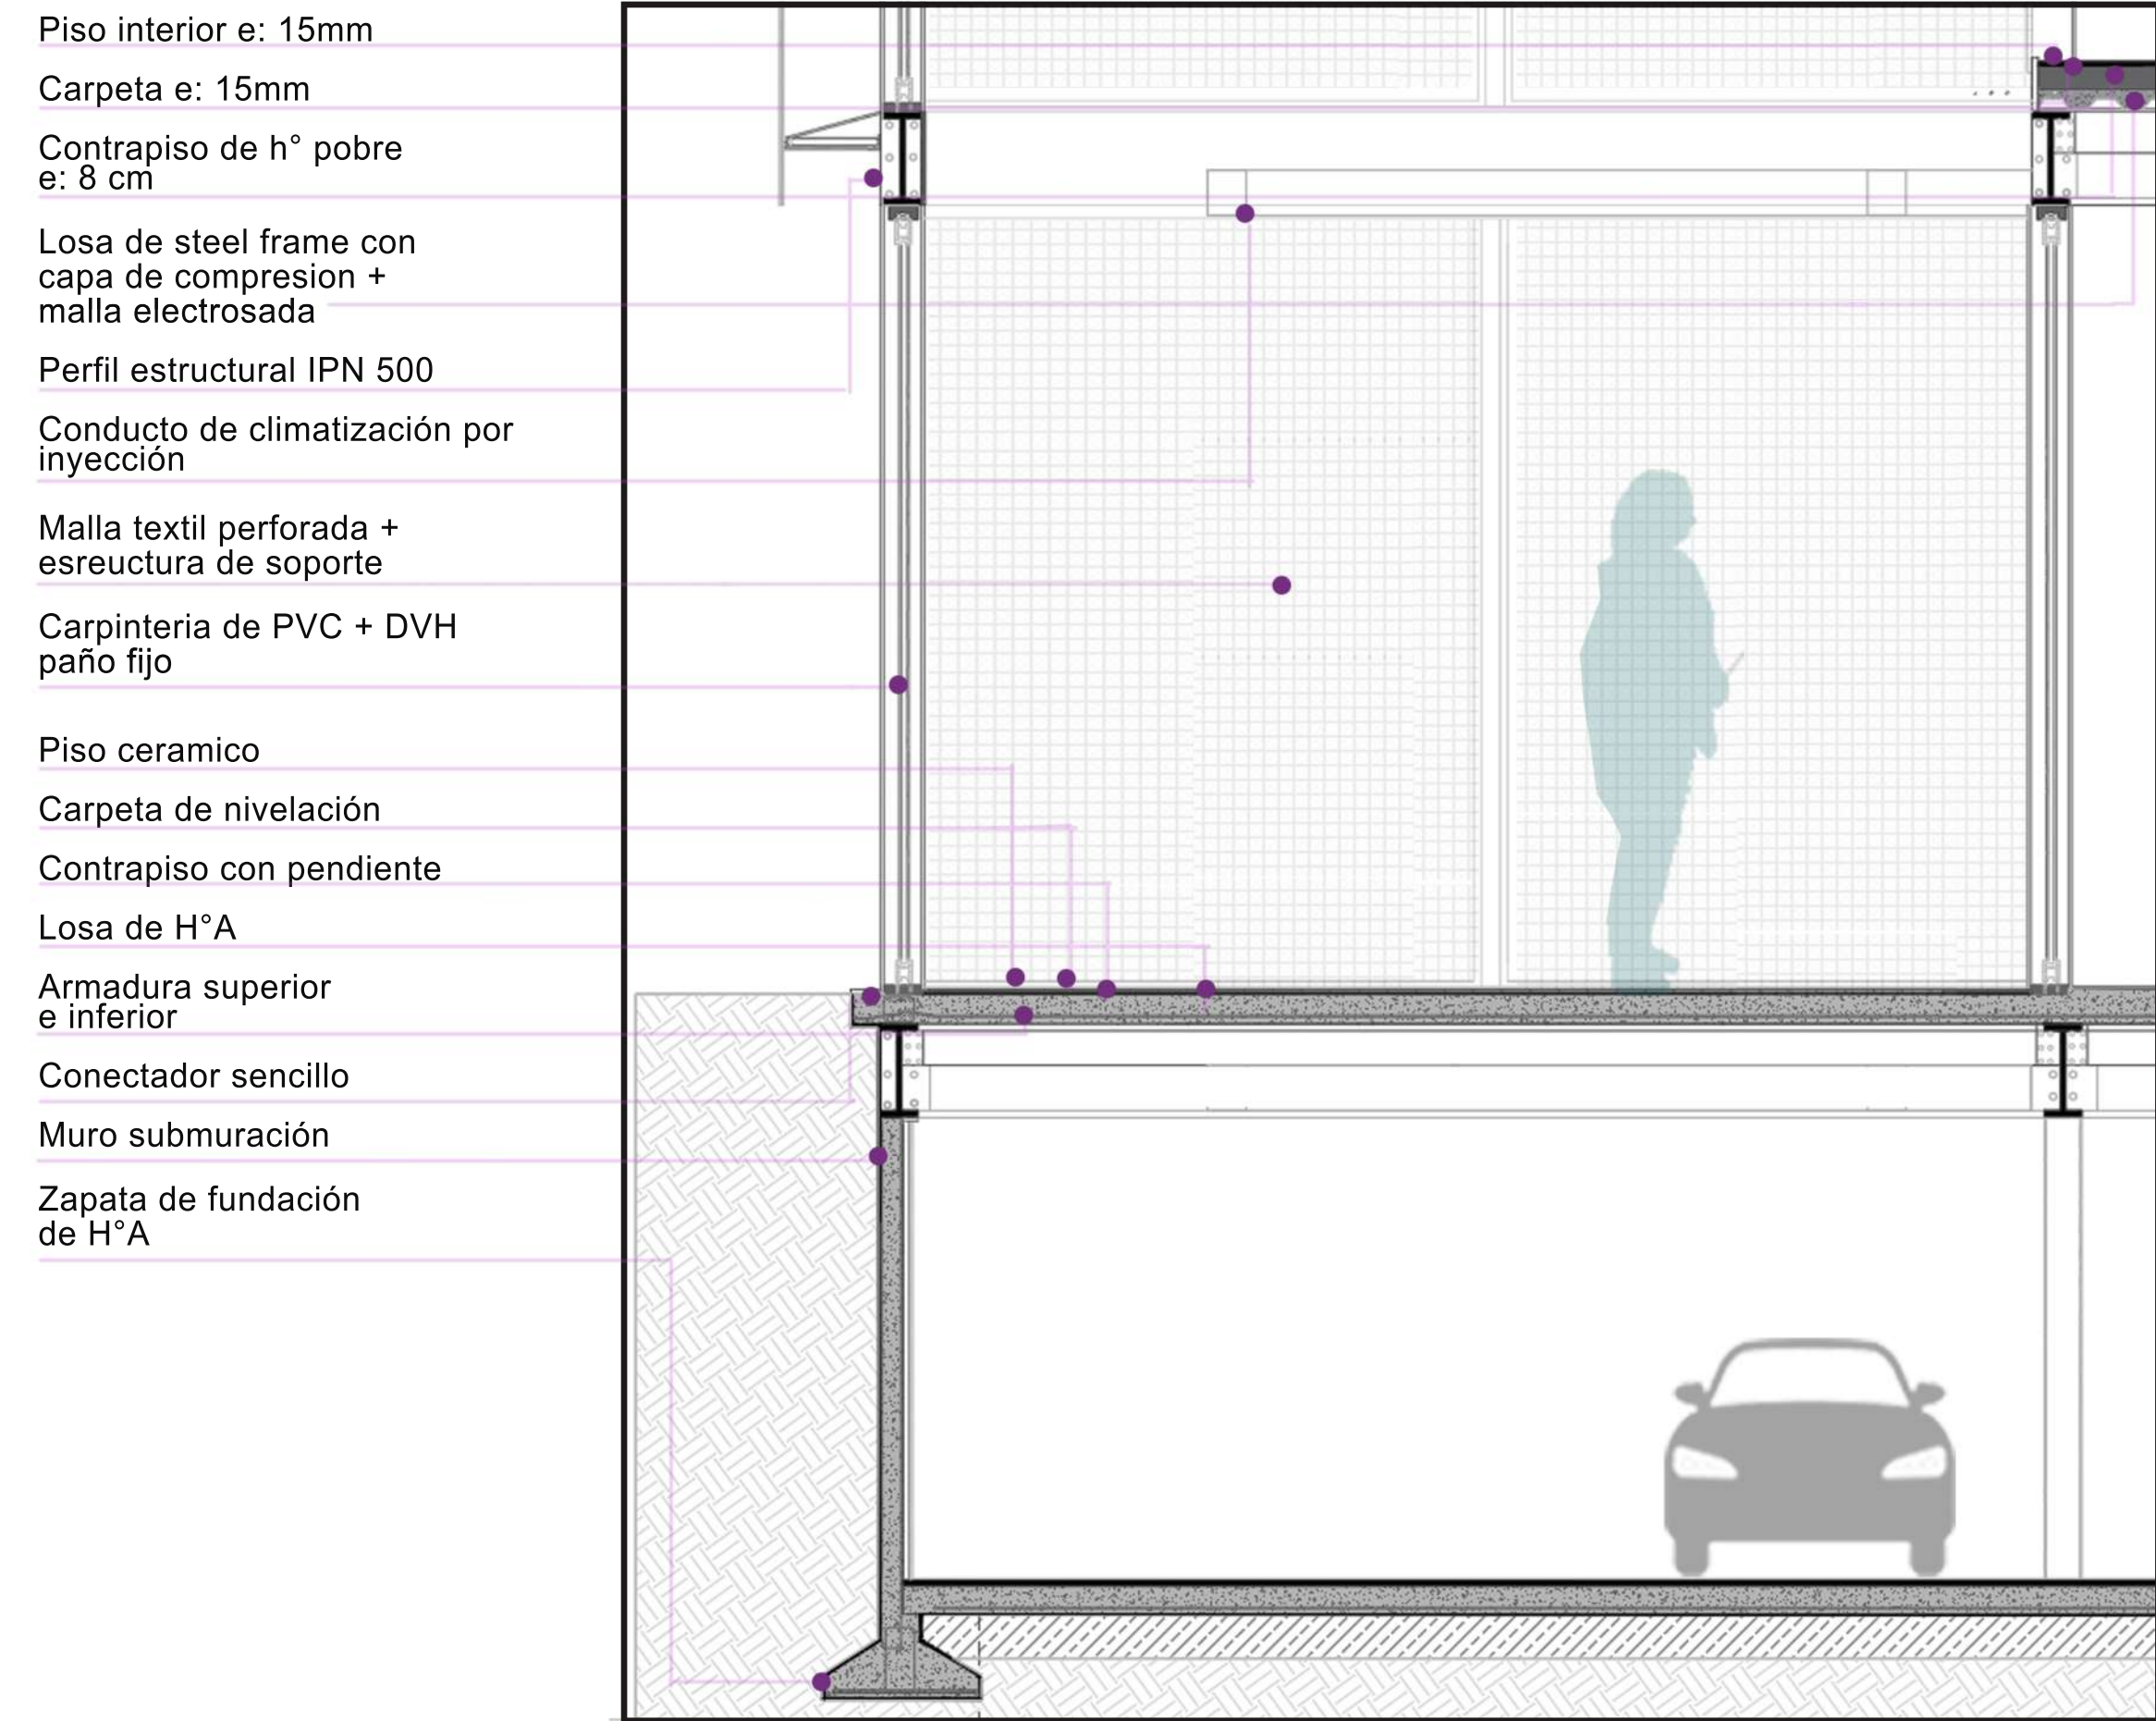 Piso interior e: 15mm
Carpeta e: 15mm
Contrapiso de h° pobre
e: 8 cm
Losa de steel frame con
capa de compresion +
malla electrosada
Perfil estructural IPN 500
Conducto de climatización por
inyección
Malla textil perforada +
esreuctura de soporte
Carpinteria de PVC + DVH
paño fijo
Piso ceramico
Carpeta de nivelación
Contrapiso con pendiente
Losa de H°A
Armadura superior
e inferior
Conectador sencillo
Muro submuración
Zapata de fundación
de H°A